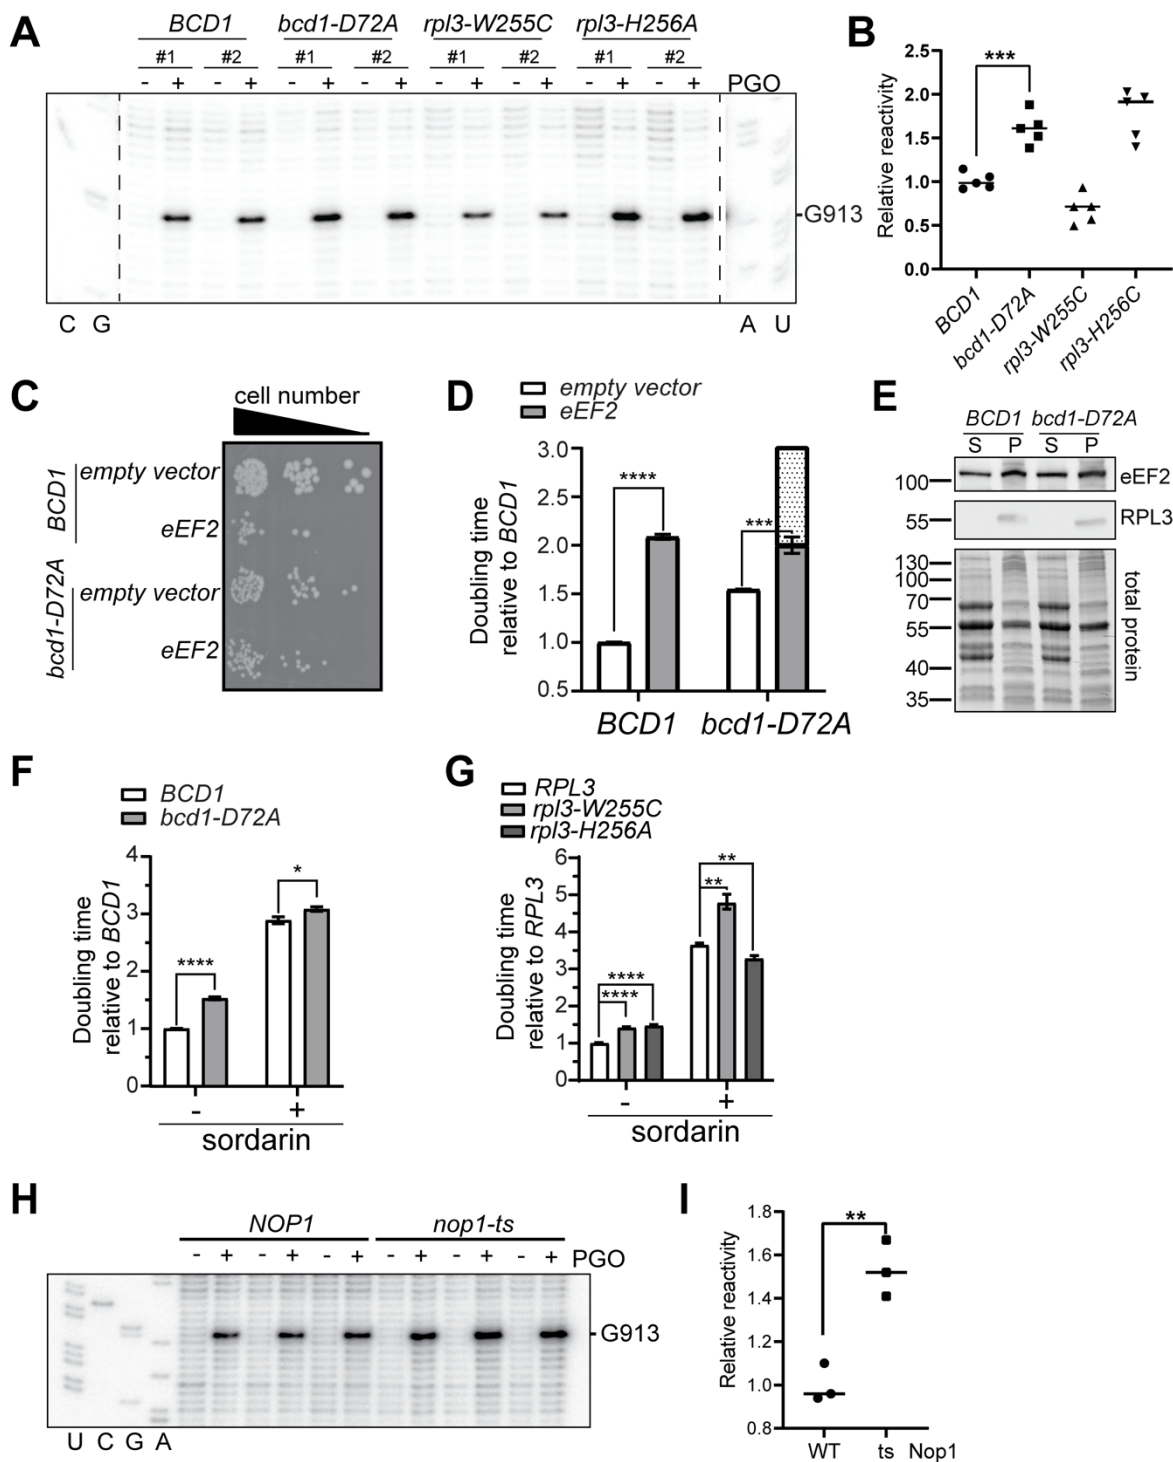 A
BCD1 bcd1-D72A rpl3-W255C rpl3-H256A
#1 #2 #1 #2 #1 #2 #1 #2
- + - + - + - + - + - + - + - + PGO
G913
C G A U
B
***
2.5
2.0
1.5
1.0
0.5
0.0
Relative reactivity
BCD1
bcd1-D72A
rpl3-W255C
rpl3-H256C
C
cell number
BCD1
empty vector
eEF2
bcd1-D72A
empty vector
eEF2
D
empty vector
eEF2
Doubling time
relative to BCD1
3.0
2.5
2.0
1.5
1.0
0.5
****
***
BCD1 bcd1-D72A
E
BCD1 bcd1-D72A
S P S P
100 eEF2
55 RPL3
130
100
70
55
40
35
total protein
F
BCD1
bcd1-D72A
Doubling time
relative to BCD1
4
3
2
1
0
****
*
- +
sordarin
G
RPL3
rpl3-W255C
rpl3-H256A
Doubling time
relative to RPL3
6
5
4
3
2
1
0
****
****
**
**
- +
sordarin
H
NOP1 nop1-ts
- + - + - + - + - + - + PGO
G913
U C G A
I
**
1.8
1.6
1.4
1.2
1.0
0.8
Relative reactivity
WT ts Nop1